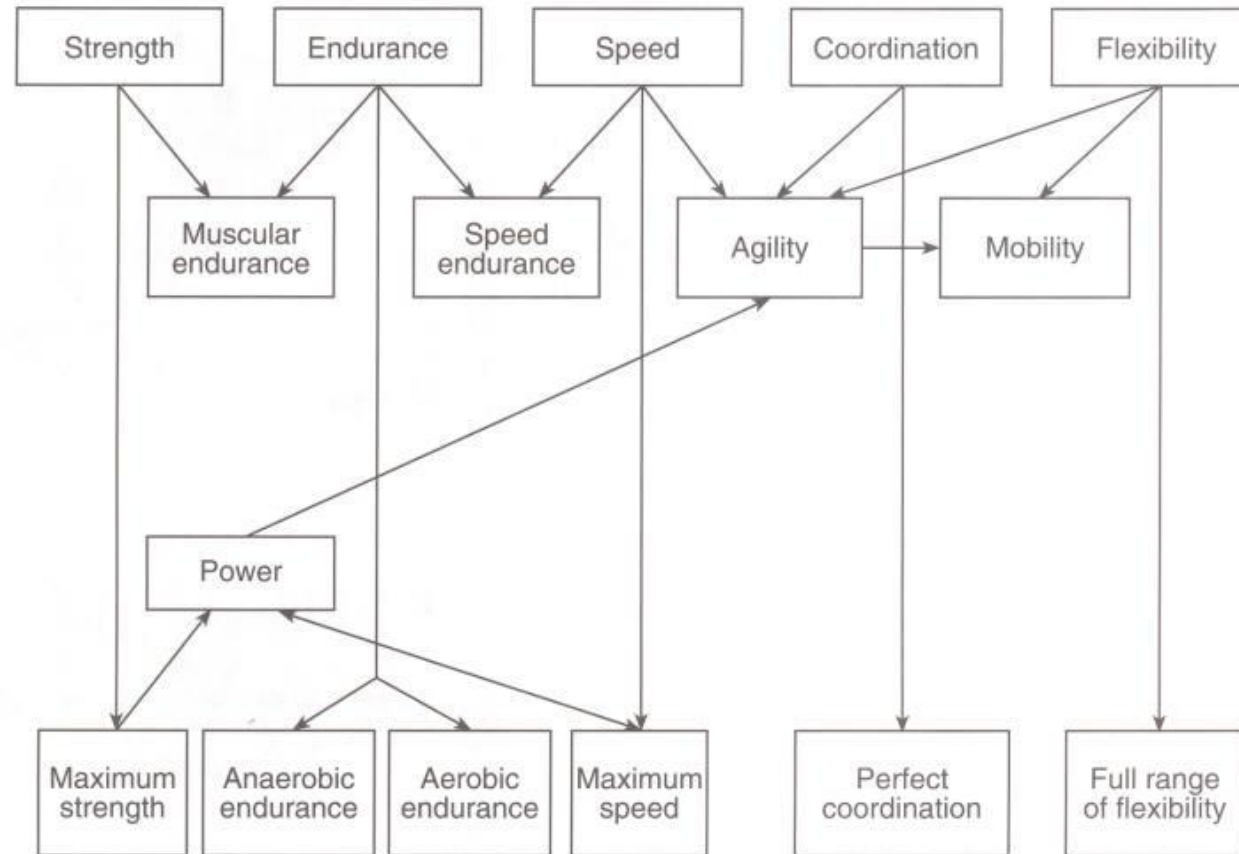 Strength
Endurance
Speed
Coordination
Flexibility
Muscular
endurance
Speed
endurance
Agility
Mobility
Power
Maximum
strength
Anaerobic
endurance
Aerobic
endurance
Maximum
speed
Perfect
coordination
Full range
of flexibility